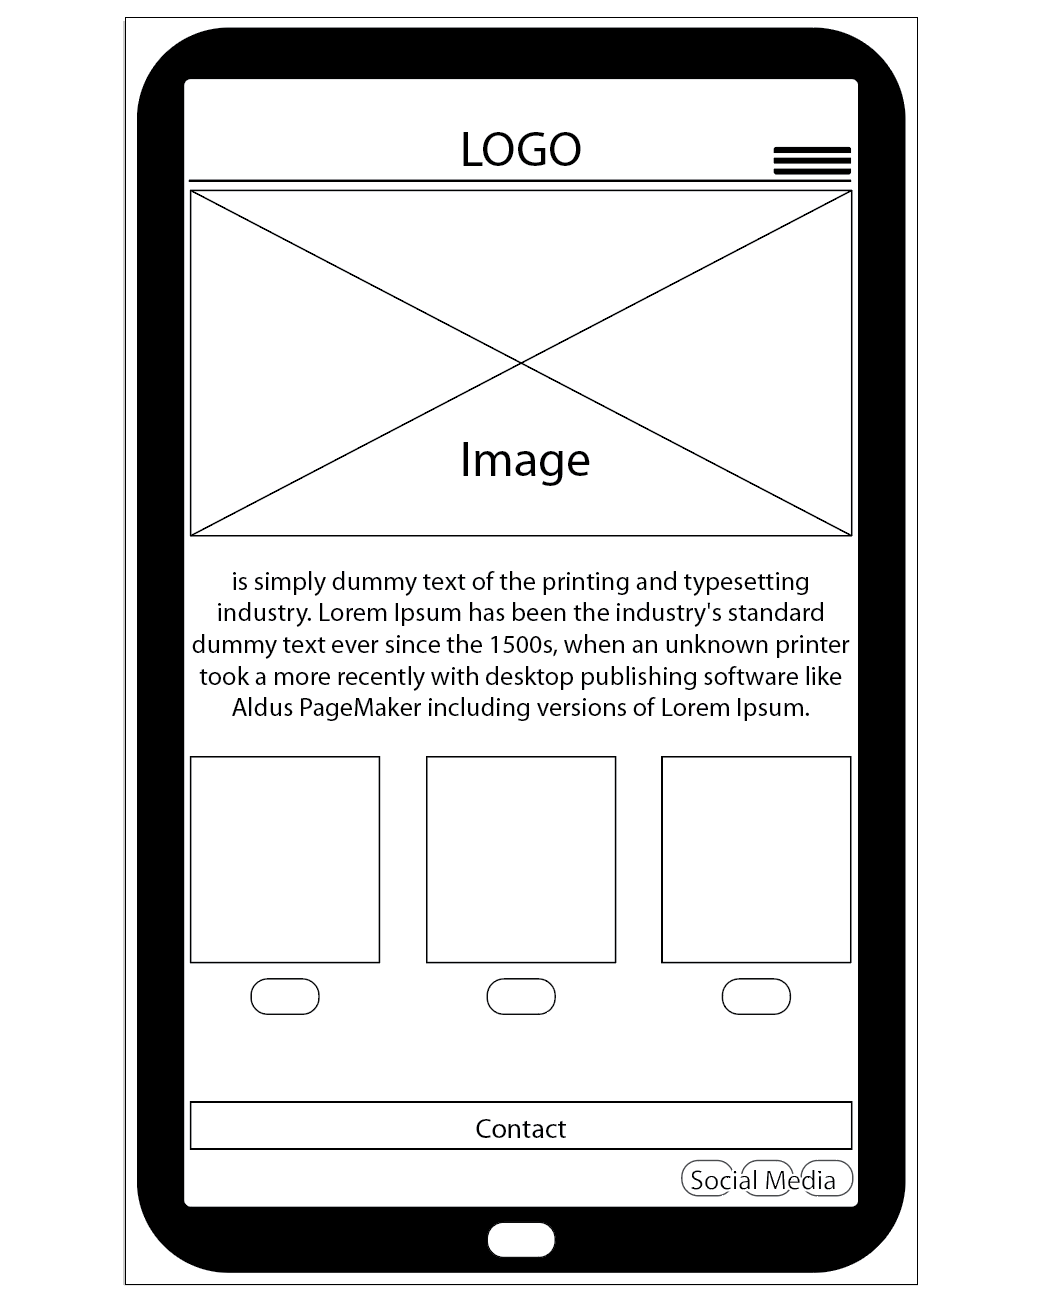 LOGO
Image
is simply dummy text of the printing and typesetting
industry. Lorem Ipsum has been the industry's standard
dummy text ever since the 1500s, when an unknown printer
took a more recently with desktop publishing software like
Aldus PageMaker including versions of Lorem Ipsum.
Contact
Social Media